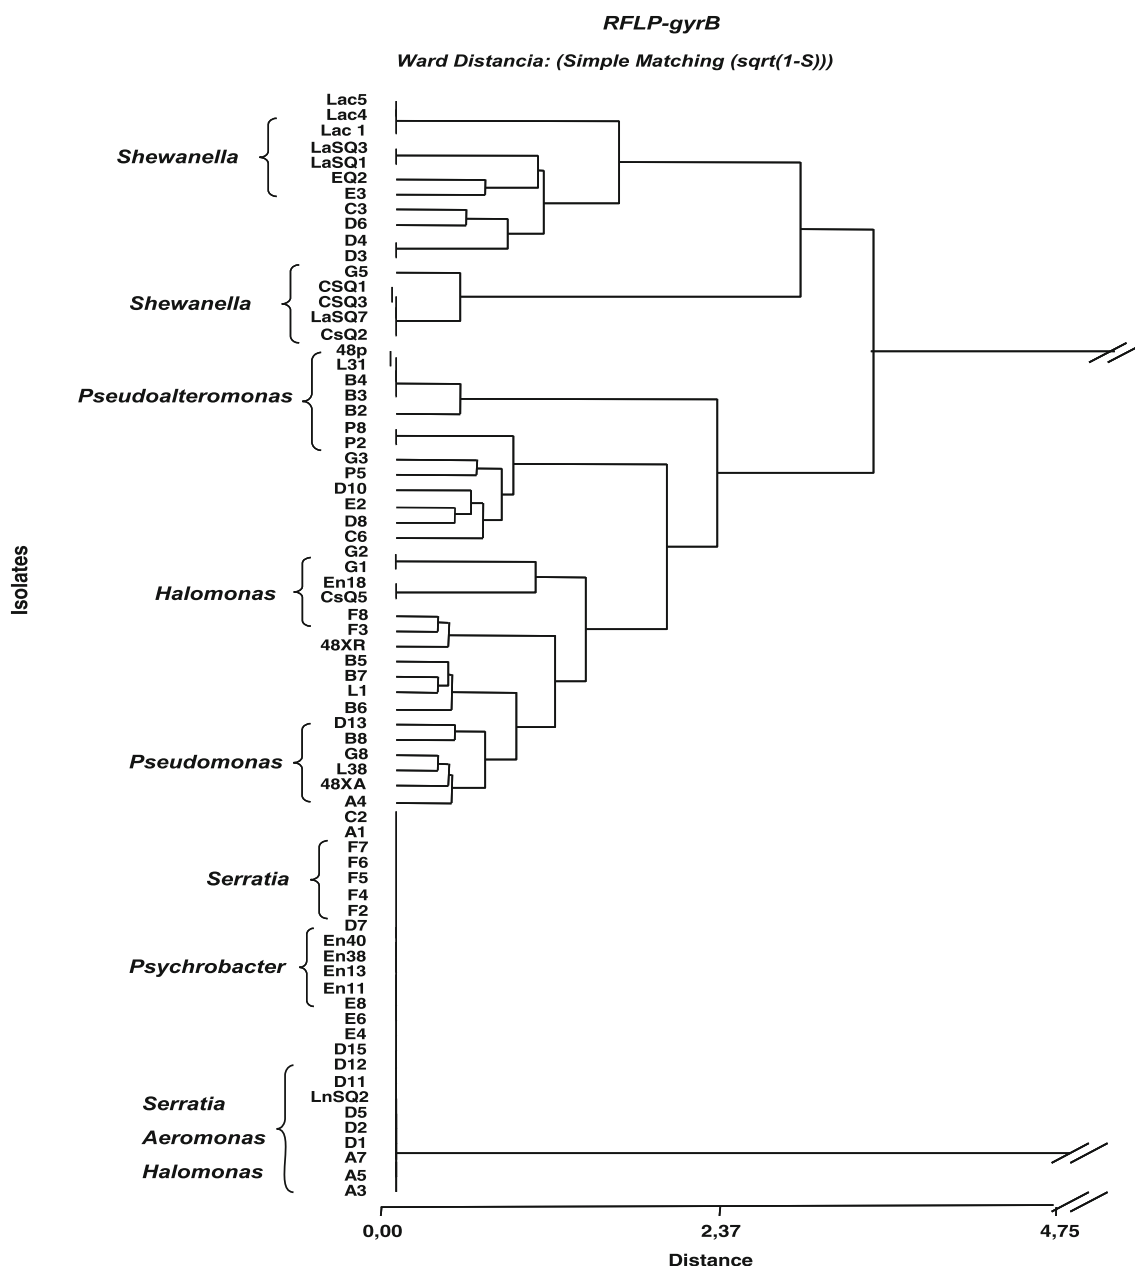 RFLP-gyrB
Ward Distancia: (Simple Matching (sqrt(1-S)))
Lac5
Lac4
Lac 1
LaSQ3
LaSQ1
EQ2
E3
C3
D6
D4
D3
G5
CSQ1
CSQ3
LaSQ7
CsQ2
48p
L31
B4
B3
B2
P8
P2
G3
P5
D10
E2
D8
C6
G2
G1
En18
CsQ5
F8
F3
48XR
B5
B7
L1
B6
D13
B8
G8
L38
48XA
A4
C2
A1
F7
F6
F5
F4
F2
D7
En40
En38
En13
En11
E8
E6
E4
D15
D12
D11
LnSQ2
D5
D2
D1
A7
A5
A3
Shewanella
Shewanella
Pseudoalteromonas
Halomonas
Pseudomonas
Serratia
Psychrobacter
Serratia
Aeromonas
Halomonas
Isolates
0,00
2,37
4,75
Distance